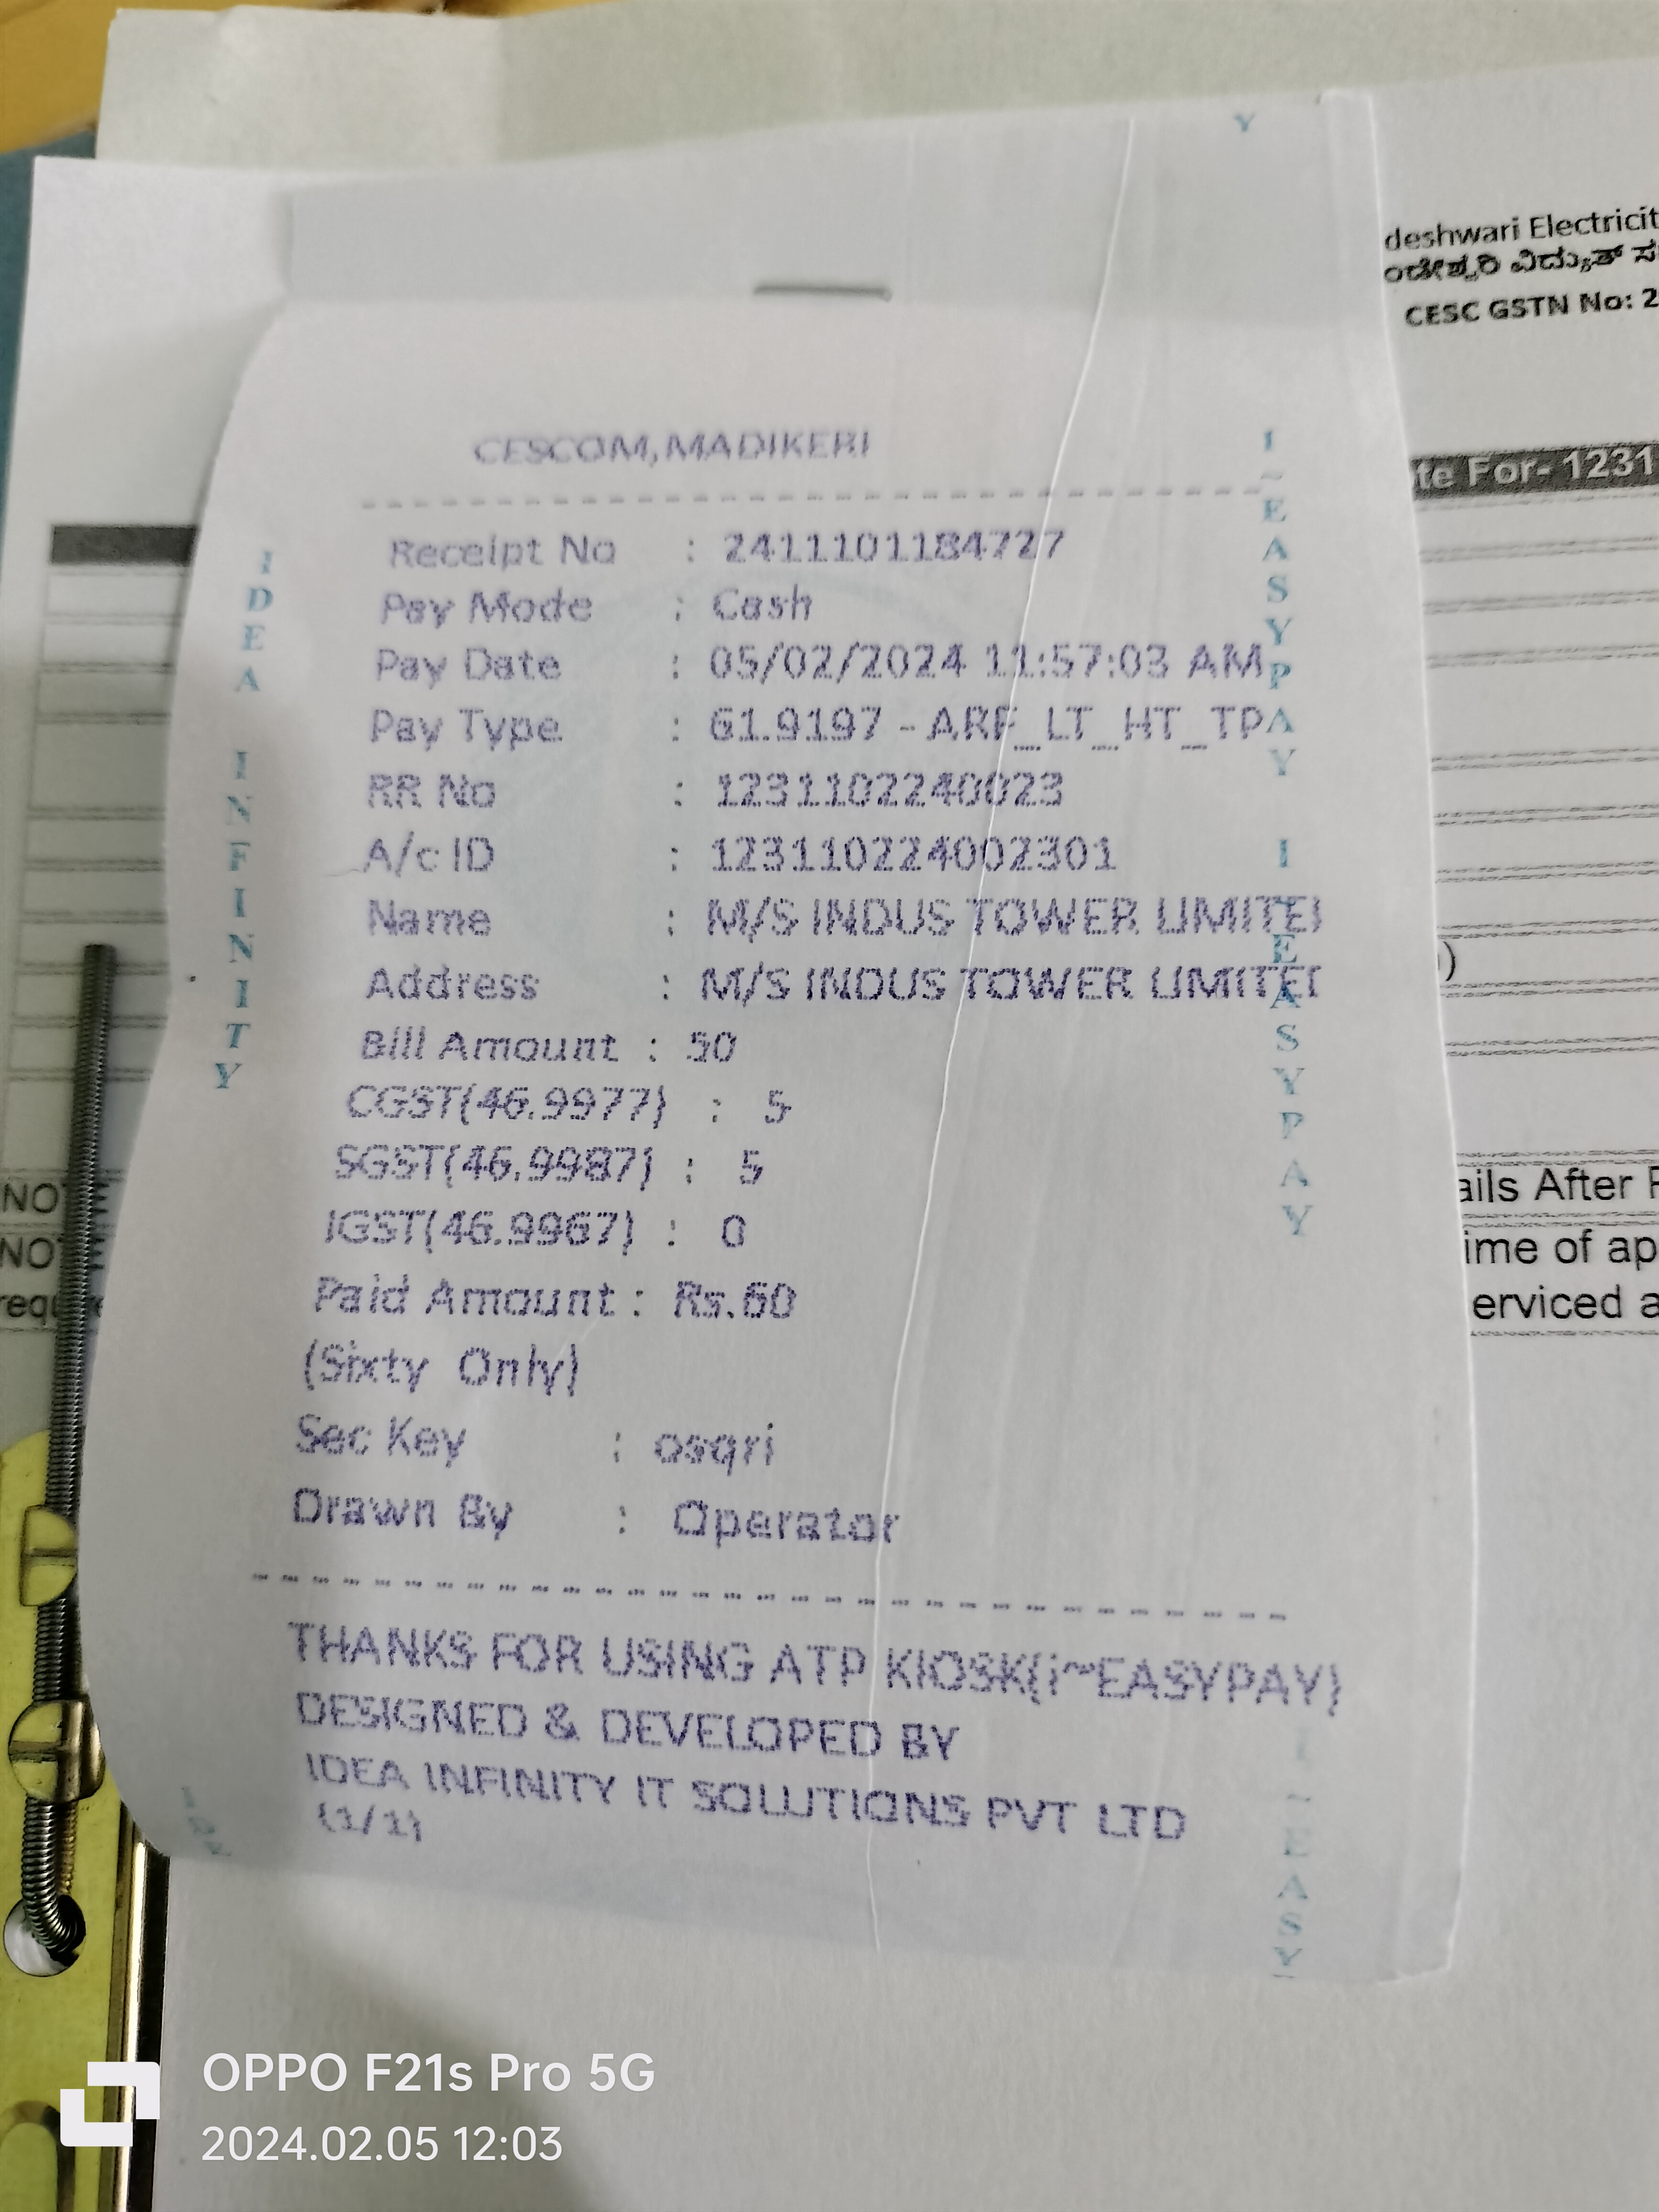 deshwari Electricit
ಂಡೇಶ್ವರಿ ವಿದ್ಯುತ್ ಸ
CESC GSTN No: 2
te For- 1231
CESCOM,MADIKERI
Receipt No : 2411101184727
Pay Mode : Cash
Pay Date : 05/02/2024 11:57:03 AM
Pay Type : 61.9197 - ARF_LT_HT_TP
RR No : 1231102240023
A/c ID : 123110224002301
Name : M/S INDUS TOWER LIMITE
Address : M/S INDUS TOWER LIMITE
Bill Amount : 50
CGST(46.9977) : 5
SGST(46.9987) : 5
IGST(46.9967) : 0
Paid Amount : Rs.60
(Sixty Only)
Sec Key : osqri
Drawn By : Operator
THANKS FOR USING ATP KIOSK(i~EASYPAY)
DESIGNED & DEVELOPED BY
IDEA INFINITY IT SOLUTIONS PVT LTD
(1/1)
IDEA INFINITY
I~EASYPAY I~EASYPAY
I~EASY
NOTE
NOTE
ails After
ime of ap
erviced a
OPPO F21s Pro 5G
2024.02.05 12:03